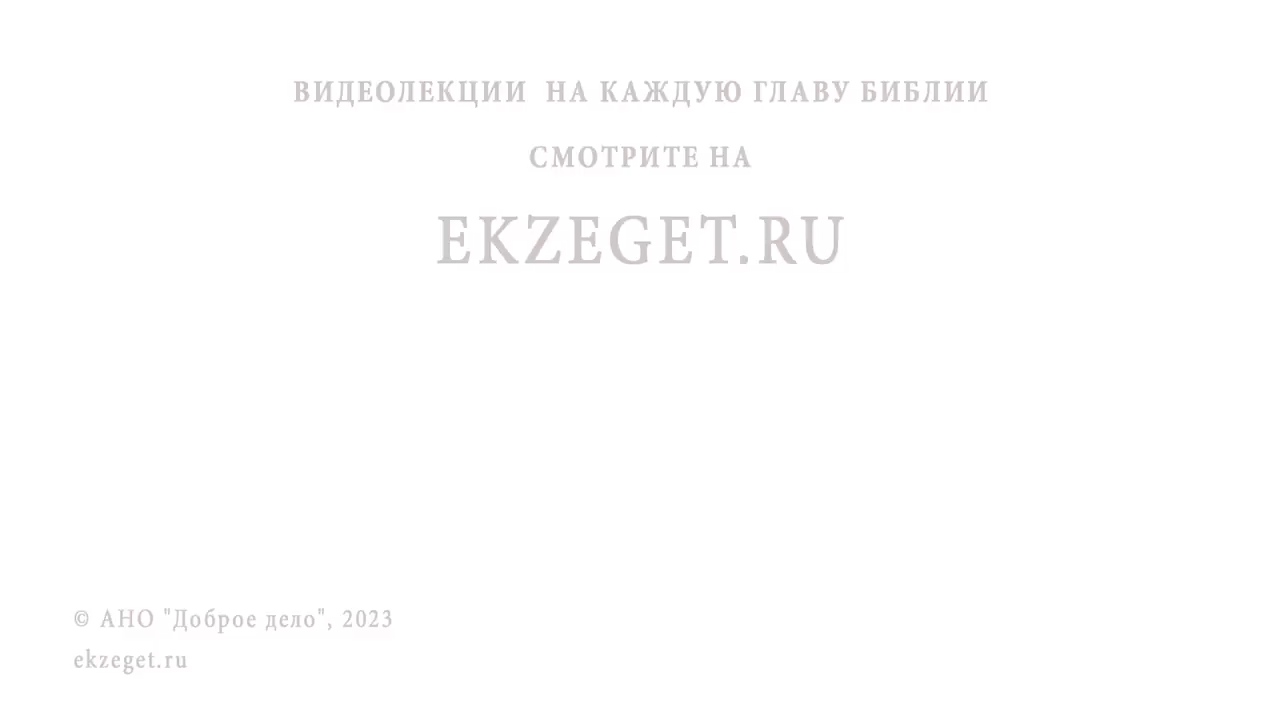 ВИДЕОЛЕКЦИИ НА КАЖДУЮ ГЛАВУ БИБЛИИ
СМОТРИТЕ НА
EKZEGET.RU
© АНО "Доброе дело", 2023
ekzeget.ru